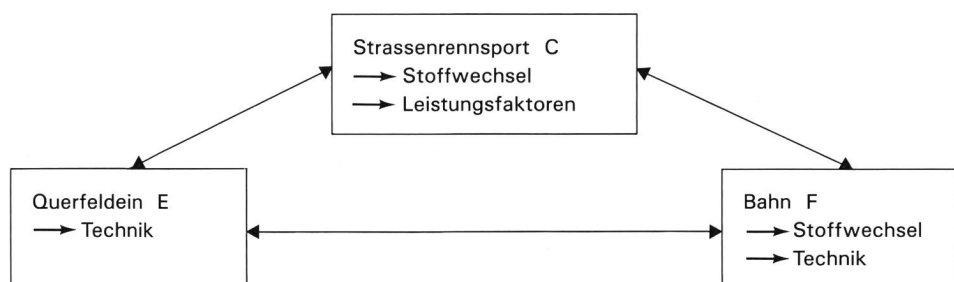 Strassenrennsport C
→ Stoffwechsel
→ Leistungsfaktoren
Querfeldein E
→ Technik
Bahn F
→ Stoffwechsel
→ Technik